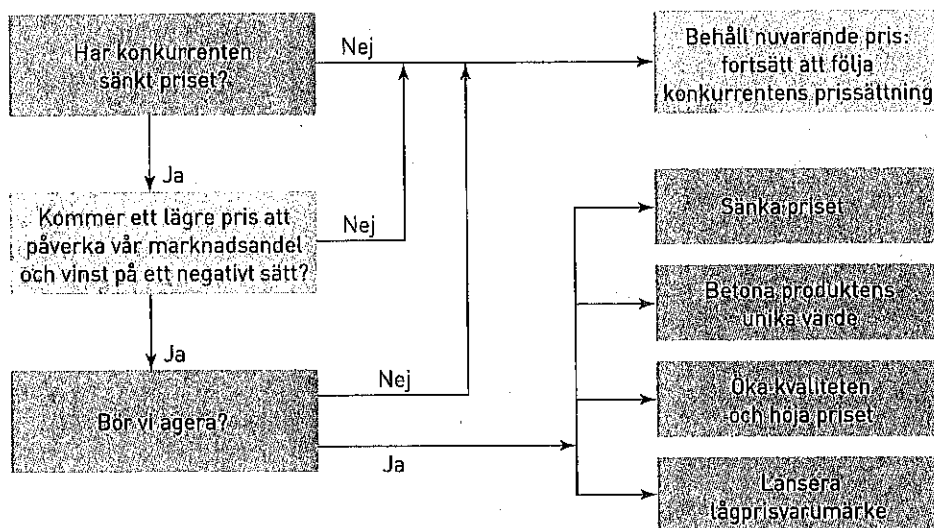 Har konkurrenten
sänkt priset?
Nej
Behåll nuvarande pris:
fortsätt att följa
konkurrentens prissättning
Ja
Kommer ett lägre pris att
påverka vår marknadsandel
och vinst på ett negativt sätt?
Nej
Ja
Bör vi agera?
Nej
Ja
Sänka priset
Betona produktens
unika värde
Öka kvaliteten
och höja priset
Lansera
lågprisvarumärke